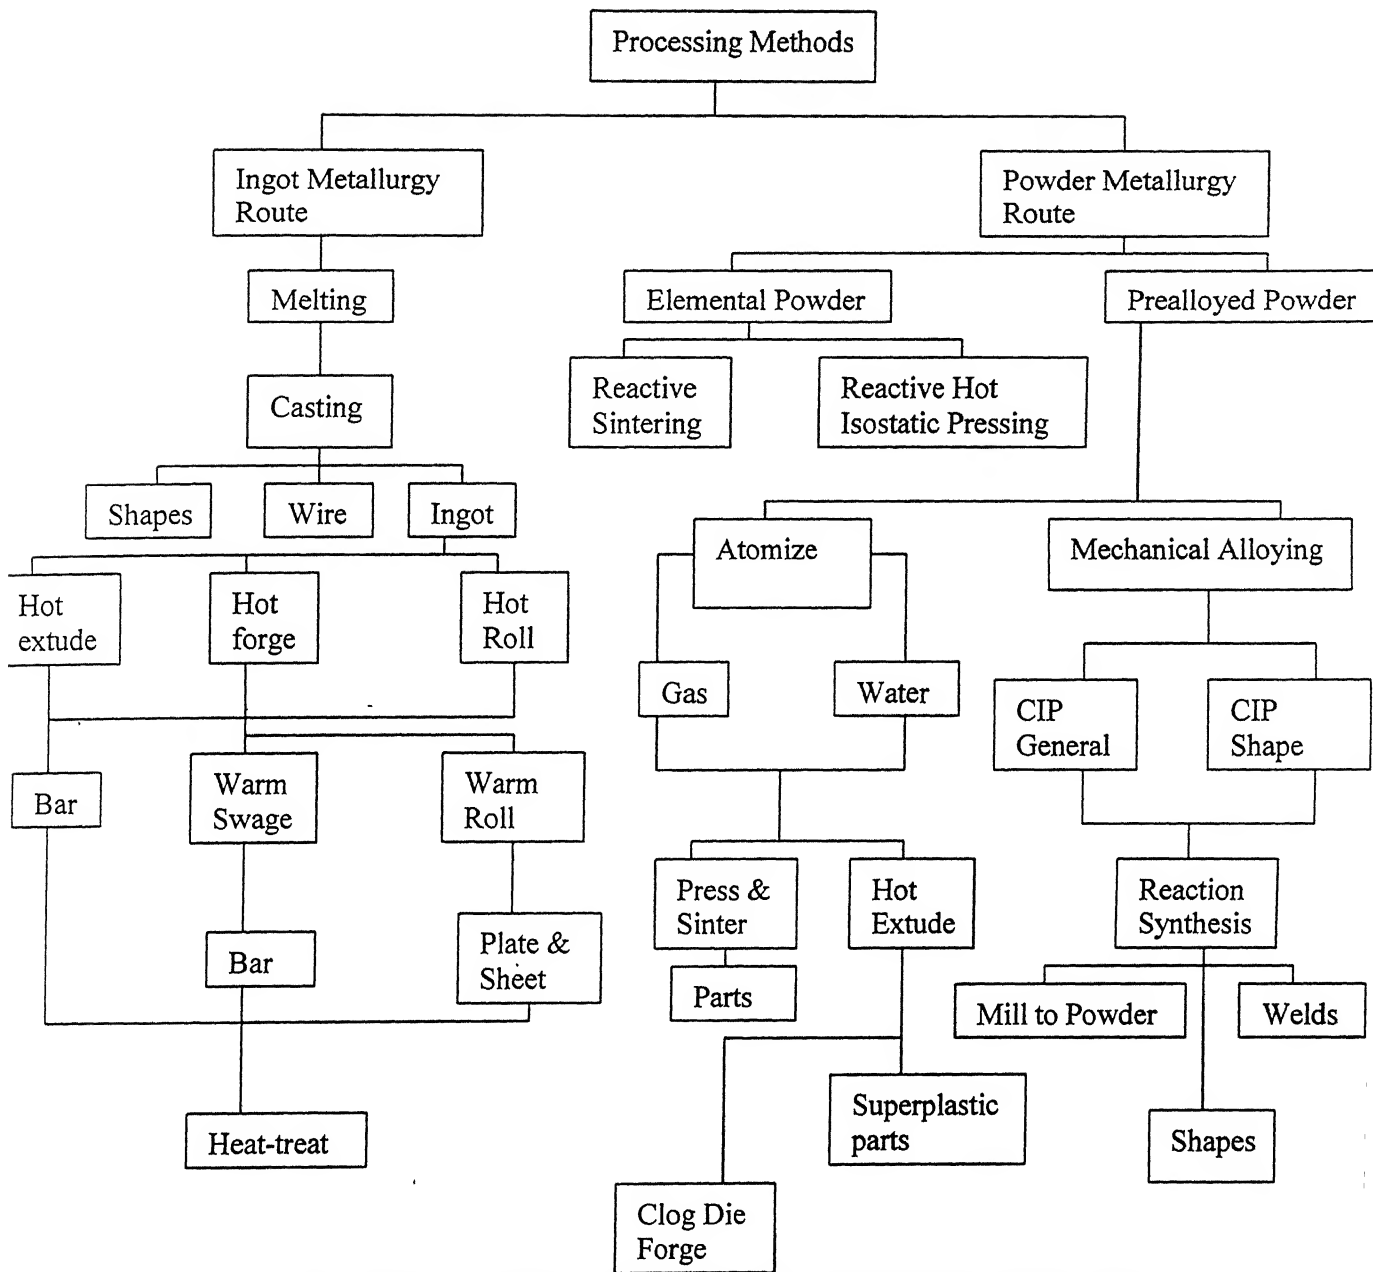 Processing Methods
Ingot Metallurgy
Route
Powder Metallurgy
Route
Melting
Elemental Powder
Prealloyed Powder
Casting
Reactive
Sintering
Reactive Hot
Isostatic Pressing
Shapes
Wire
Ingot
Atomize
Mechanical Alloying
Hot
extude
Hot
forge
Hot
Roll
Gas
Water
CIP
General
CIP
Shape
Bar
Warm
Swage
Warm
Roll
Press &
Sinter
Hot
Extude
Reaction
Synthesis
Bar
Plate &
Sheet
Parts
Mill to Powder
Welds
Superplastic
parts
Shapes
Heat-treat
Clog Die
Forge